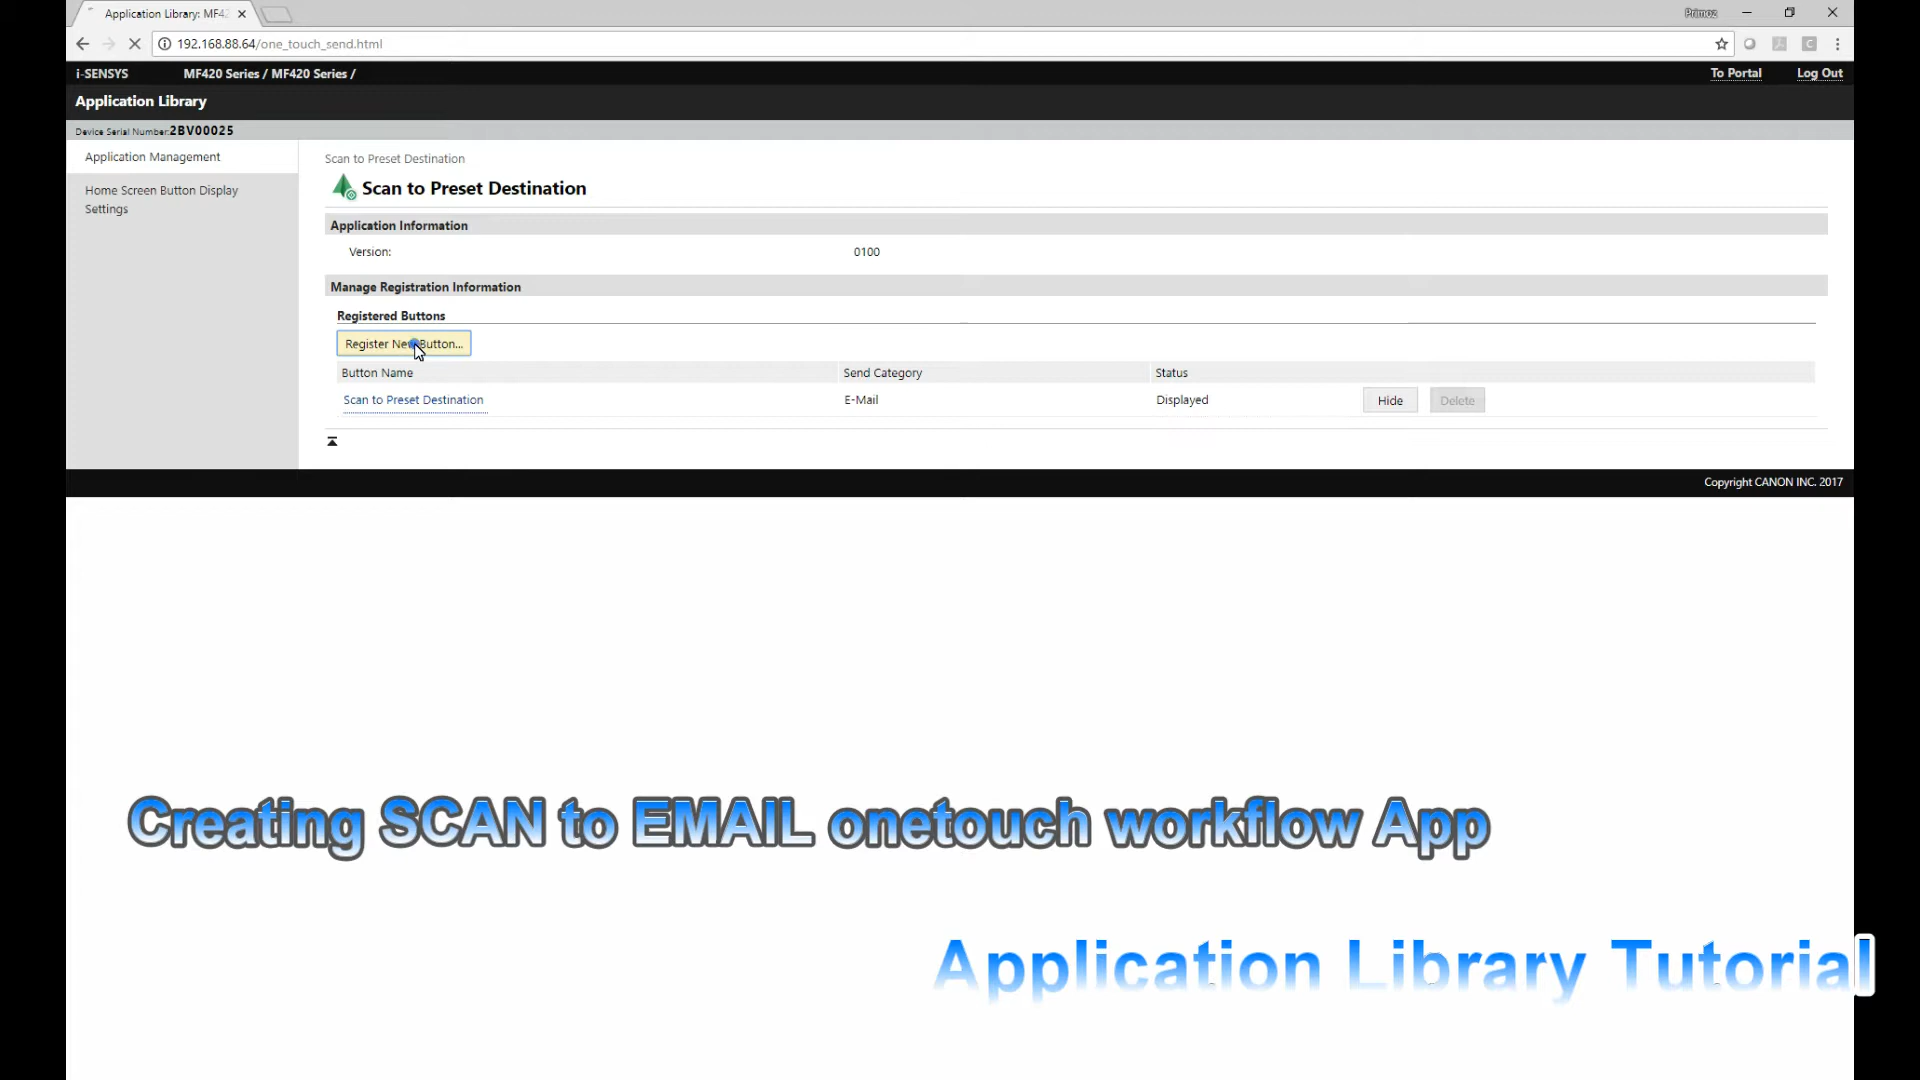 Application Library: MF42
Primoz
192.168.88.64/one_touch_send.html
i-SENSYS MF420 Series / MF420 Series / To Portal Log Out
Application Library
Device Serial Number:2BV00025
Application Management
Home Screen Button Display
Settings
Scan to Preset Destination
Scan to Preset Destination
Application Information
Version: 0100
Manage Registration Information
Registered Buttons
Register New Button...
Button Name Send Category Status
Scan to Preset Destination E-Mail Displayed Hide Delete
Copyright CANON INC. 2017
Creating SCAN to EMAIL onetouch workflow App
Application Library Tutorial